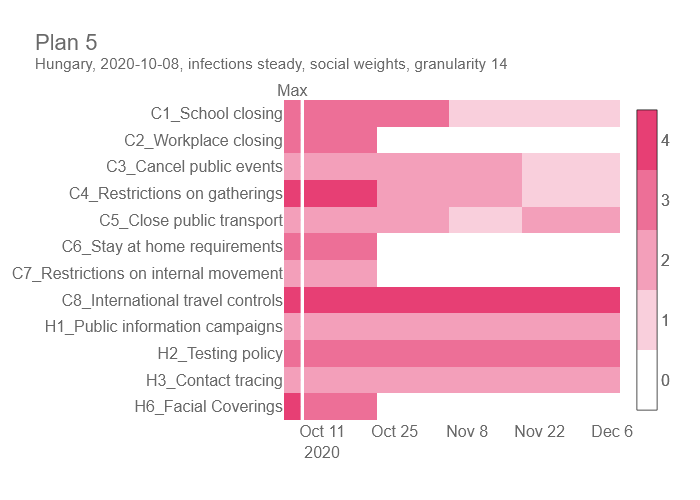 Plan 5
Hungary, 2020-10-08, infections steady, social weights, granularity 14
Max
C1_School closing
C2_Workplace closing
C3_Cancel public events
C4_Restrictions on gatherings
C5_Close public transport
C6_Stay at home requirements
C7_Restrictions on internal movement
C8_International travel controls
H1_Public information campaigns
H2_Testing policy
H3_Contact tracing
H6_Facial Coverings
Oct 11 Oct 25 Nov 8 Nov 22 Dec 6
2020
4
3
2
1
0